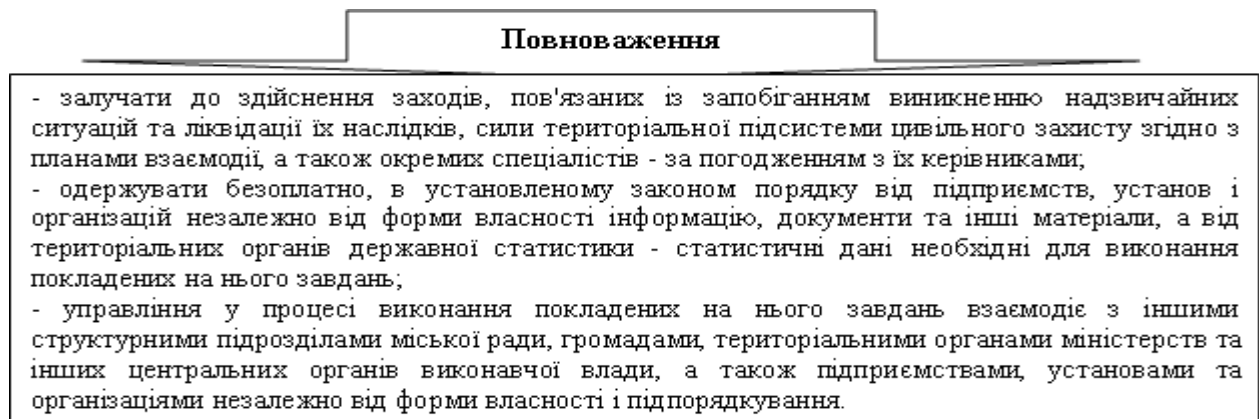 Повноваження
- залучати до здійснення заходів, пов'язаних із запобіганням виникненню надзвичайних
ситуацій та ліквідації їх наслідків, сили територіальної підсистеми цивільного захисту згідно з
планами взаємодії, а також окремих спеціалістів - за погодженням з їх керівниками;
- одержувати безоплатно, в установленому законом порядку від підприємств, установ і
організацій незалежно від форми власності інформацію, документи та інші матеріали, а від
територіальних органів державної статистики - статистичні дані необхідні для виконання
покладених на нього завдань;
- управління у процесі виконання покладених на нього завдань взаємодіє з іншими
структурними підрозділами міської ради, громадами, територіальними органами міністерств та
інших центральних органів виконавчої влади, а також підприємствами, установами та
організаціями незалежно від форми власності і підпорядкування.